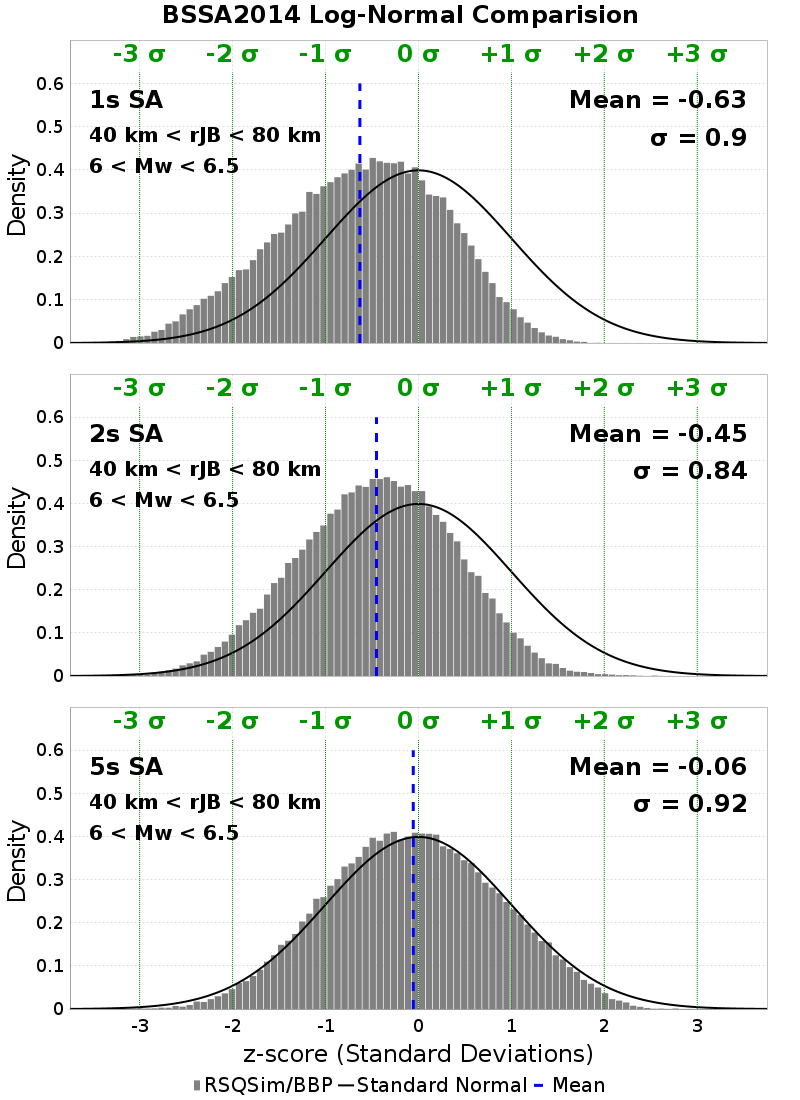 BSSA2014 Log-Normal Comparision
-3 σ -2 σ -1 σ 0 σ +1 σ +2 σ +3 σ
0.6
1s SA Mean = -0.63
0.5
40 km < rJB < 80 km σ = 0.9
6 < Mw < 6.5
0.4
Density
0.3
0.2
0.1
0
-3 σ -2 σ -1 σ 0 σ +1 σ +2 σ +3 σ
0.6
2s SA Mean = -0.45
0.5
40 km < rJB < 80 km σ = 0.84
6 < Mw < 6.5
0.4
Density
0.3
0.2
0.1
0
-3 σ -2 σ -1 σ 0 σ +1 σ +2 σ +3 σ
0.6
5s SA Mean = -0.06
0.5
40 km < rJB < 80 km σ = 0.92
6 < Mw < 6.5
0.4
Density
0.3
0.2
0.1
0
-3 -2 -1 0 1 2 3
z-score (Standard Deviations)
RSQSim/BBP Standard Normal Mean